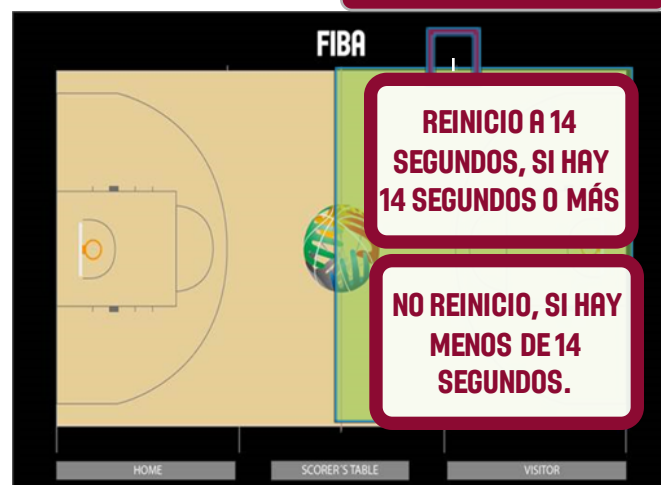 FIBA
REINICIO A 14
SEGUNDOS, SI HAY
14 SEGUNDOS O MÁS
NO REINICIO, SI HAY
MENOS DE 14
SEGUNDOS.
HOME
SCORER'S TABLE
VISITOR